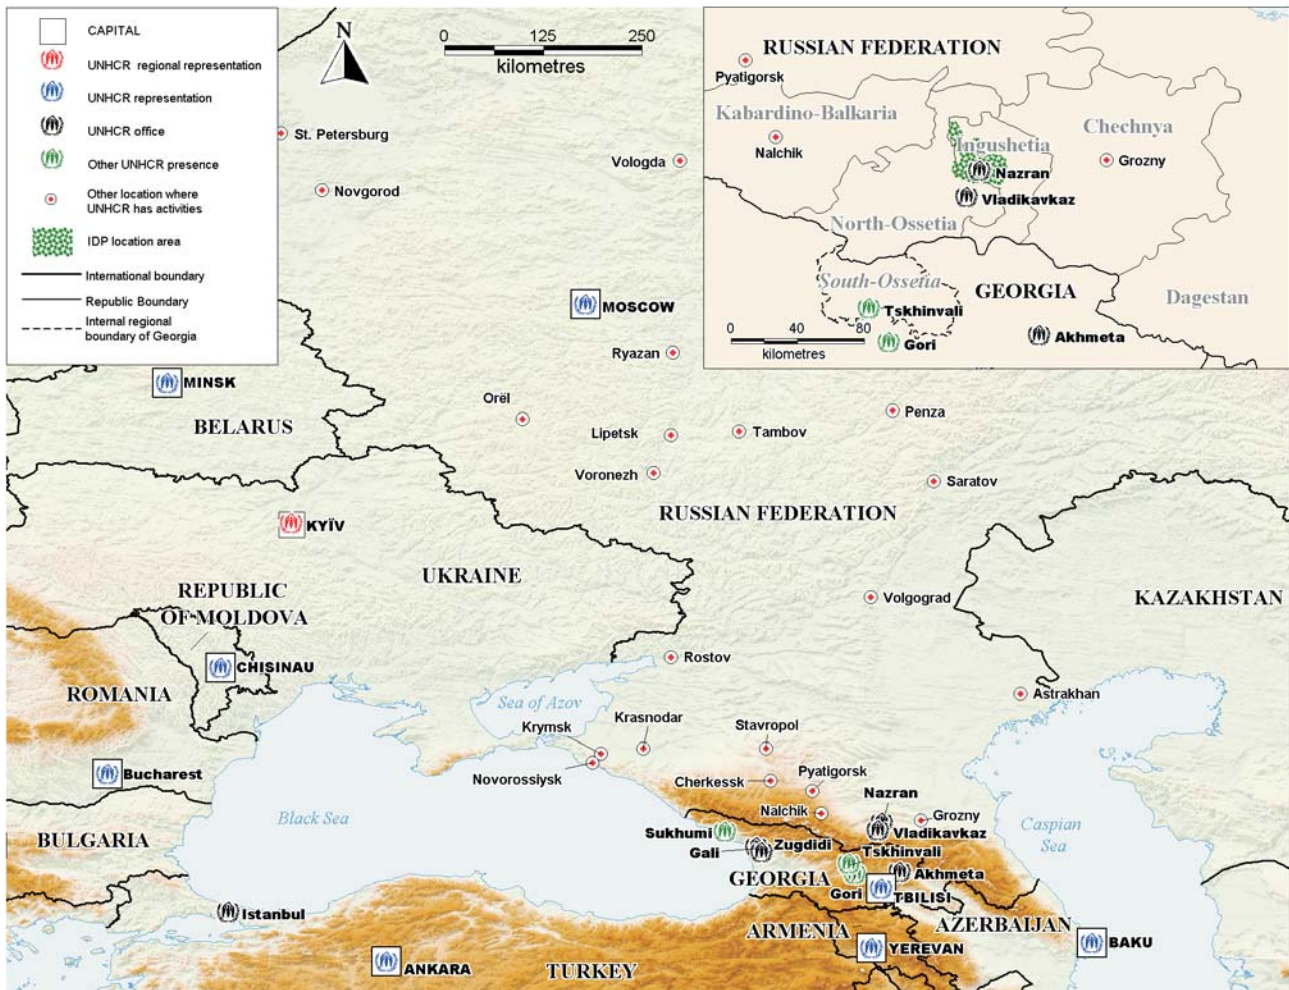 CAPITAL
UNHCR regional representation
UNHCR representation
UNHCR office
Other UNHCR presence
Other location where
UNHCR has activities
IDP location area
International boundary
Republic Boundary
Internal regional
boundary of Georgia
N
0 125 250
kilometres
RUSSIAN FEDERATION
Pyatigorsk
Kabardino-Balkaria
Nalchik
Chechnya
Ingushetia
Grozny
Nazran
Vladikavkaz
North-Ossetia
South-Ossetia
GEORGIA
Dagestan
Tskhinvali
0 40 80
kilometres
Gori
Akhmeta
St. Petersburg
Vologda
Novgorod
MOSCOW
Ryazan
MINSK
Orël
Penza
BELARUS
Lipetsk
Tambov
Voronezh
Saratov
RUSSIAN FEDERATION
KYÏV
UKRAINE
REPUBLIC
OF MOLDOVA
Volgograd
KAZAKHSTAN
CHISINAU
Rostov
ROMANIA
Sea of Azov
Astrakhan
Krymsk
Krasnodar
Stavropol
Novorossiysk
Cherkessk
Pyatigorsk
Bucharest
Nazran
Nalchik
Grozny
Black Sea
Caspian
Sea
BULGARIA
Sukhumi
Vladikavkaz
Gali
Zugdidi
Tskhinvali
GEORGIA
Akhmeta
Gori
TBILISI
Istanbul
ARMENIA
AZERBAIJAN
YEREVAN
BAKU
ANKARA
TURKEY